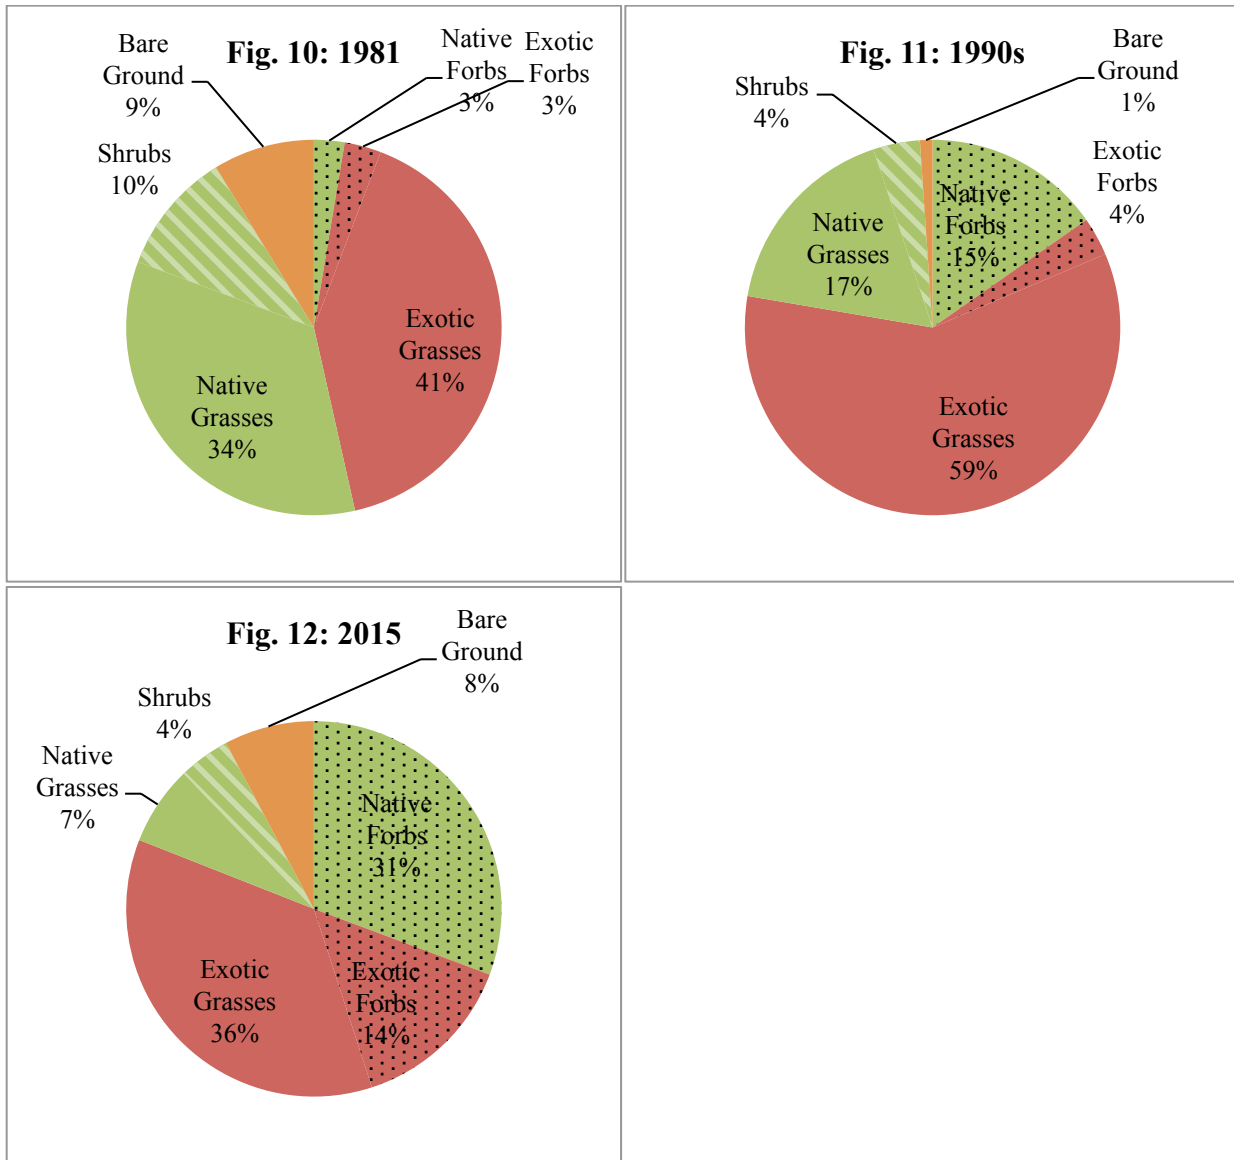 Fig. 10: 1981
Bare
Ground
9%
Native
Forbs
3%
Exotic
Forbs
3%
Shrubs
10%
Exotic
Grasses
41%
Native
Grasses
34%
Fig. 11: 1990s
Bare
Ground
1%
Shrubs
4%
Exotic
Forbs
4%
Native
Forbs
15%
Native
Grasses
17%
Exotic
Grasses
59%
Fig. 12: 2015
Bare
Ground
8%
Shrubs
4%
Native
Grasses
7%
Native
Forbs
31%
Exotic
Grasses
36%
Exotic
Forbs
14%